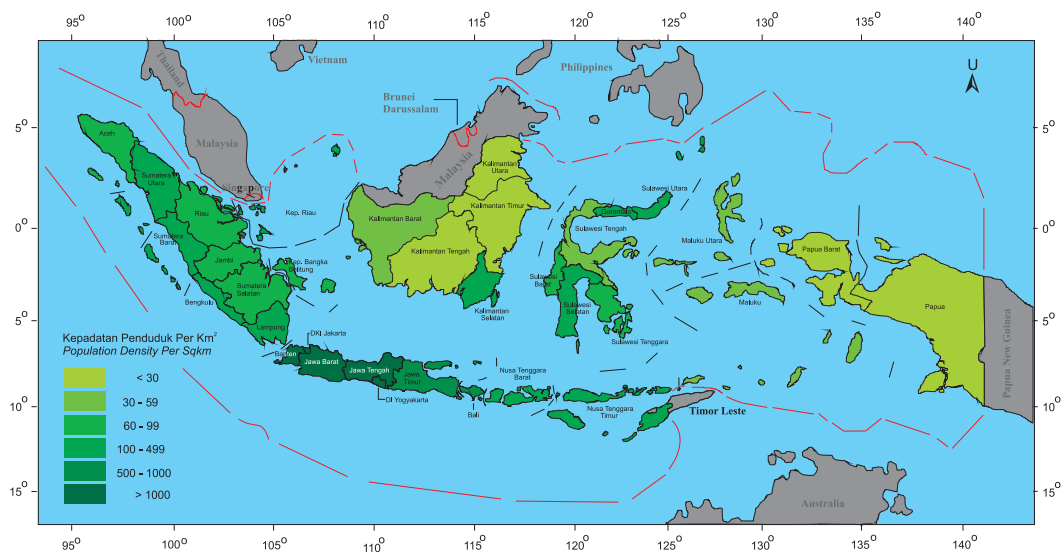 95° 100° 105° 110° 115° 120° 125° 130° 135° 140°
Thailand
Vietnam
Philippines
U
Brunei
Darussalam
5° 5°
Aceh
Malaysia
Malaysia
Kalimantan
Utara
Sumatera
Utara
Singapore
Sulawesi Utara
Riau
Kep. Riau
Kalimantan Barat
Kalimantan Timur
Gorontalo
0° 0°
Sulawesi Tengah
Maluku Utara
Papua Barat
Sumatera
Barat
Kalimantan Tengah
Jambi
Kep. Bangka
Belitung
Sulawesi
Barat
Sumatera
Selatan
Bengkulu
Sulawesi
Selatan
Maluku
Papua
Kalimantan
Selatan
Lampung
5° 5°
Sulawesi Tenggara
Papua New Guinea
Kepadatan Penduduk Per Km²
Population Density Per Sqkm
DKI Jakarta
Banten
Jawa Barat
Jawa Tengah
Jawa
Timur
Nusa Tenggara
Barat
< 30
30 - 59
DI Yogyakarta
Bali
Nusa Tenggara
Timur
Timor Leste
10° 10°
60 - 99
100 - 499
500 - 1000
> 1000
15° 15°
Australia
95° 100° 105° 110° 115° 120° 125° 130° 135° 140°